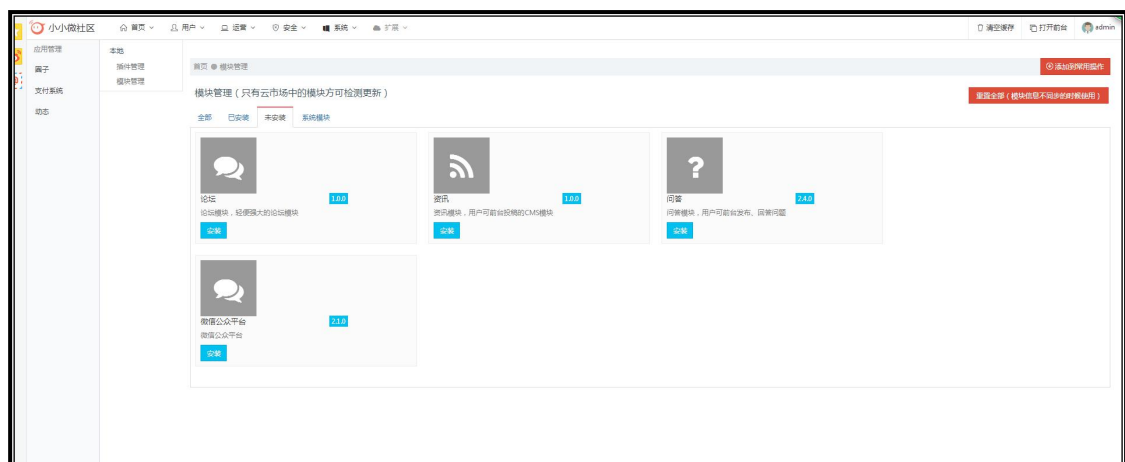 小小微社区 首页 用户 运营 安全 系统 扩展 清空缓存 打开前台 admin
应用管理 本地
圈子 插件管理
支付系统 模块管理
动态
首页 模块管理 添加到常用操作
模块管理（只有云市场中的模块方可检测更新） 重置全部（模块信息不同步的时候使用）
全部 已安装 未安装 系统模块
论坛 1.0.0 资讯 1.0.0 问答 2.4.0
论坛模块，轻便强大的论坛模块 资讯模块，用户可前台投稿的CMS模块 问答模块，用户可前台发布、回答问题
安装 安装 安装
微信公众平台 2.1.0
微信公众平台
安装